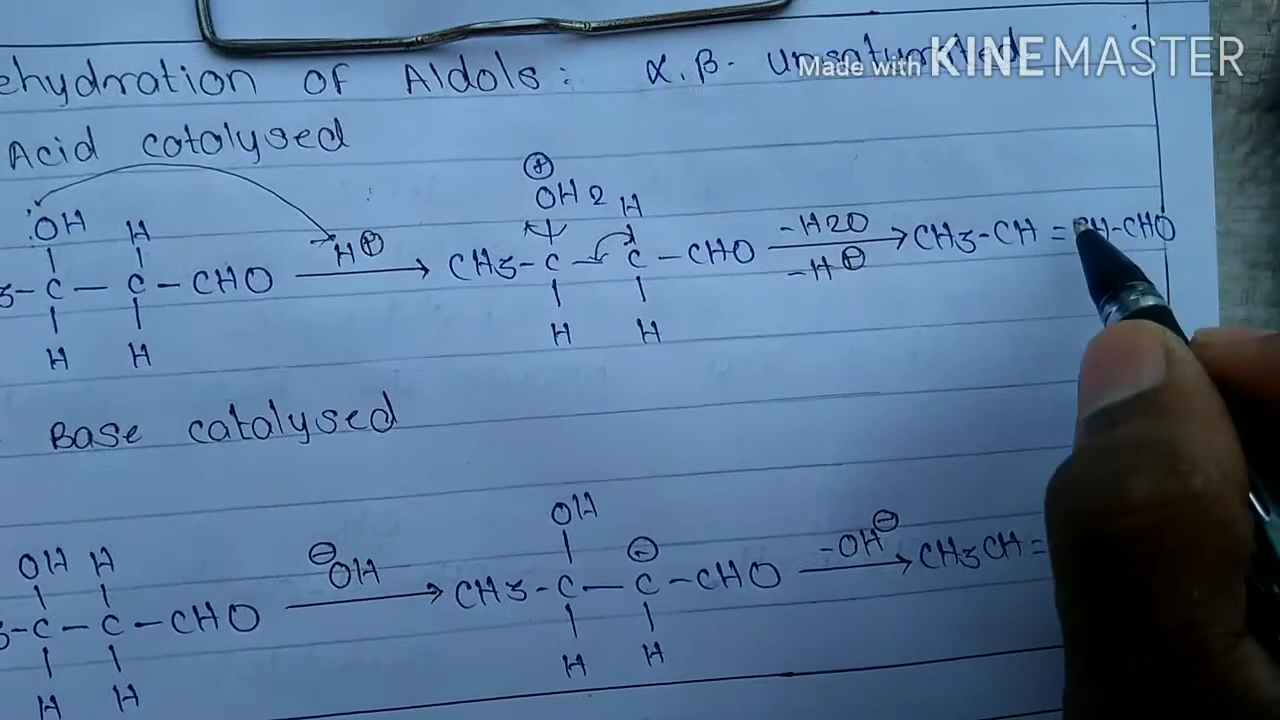 ehydration of Aldols: α.β- Unsaturated
Made with KINEMASTER
Acid catalysed
⊕
:OH H OH2 H
H⊕ -H2O
3-C-C-CHO → CH3-C-C-CHO → CH3-CH=CH-CHO
-H⊕
H H H H
Base catalysed
OH
OH H ⊖OH ⊖ -OH⊖
3-C-C-CHO → CH3-C-C-CHO → CH3CH=
H H H H